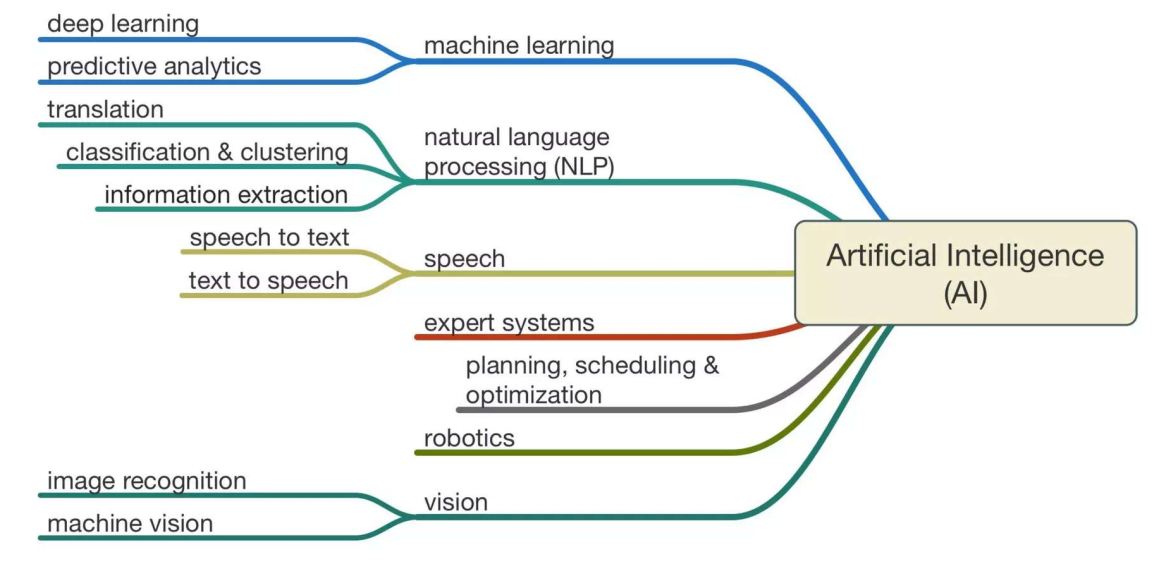 deep learning
machine learning
predictive analytics
translation
natural language
processing (NLP)
classification & clustering
information extraction
speech to text
speech
text to speech
Artificial Intelligence
(AI)
expert systems
planning, scheduling &
optimization
robotics
image recognition
vision
machine vision